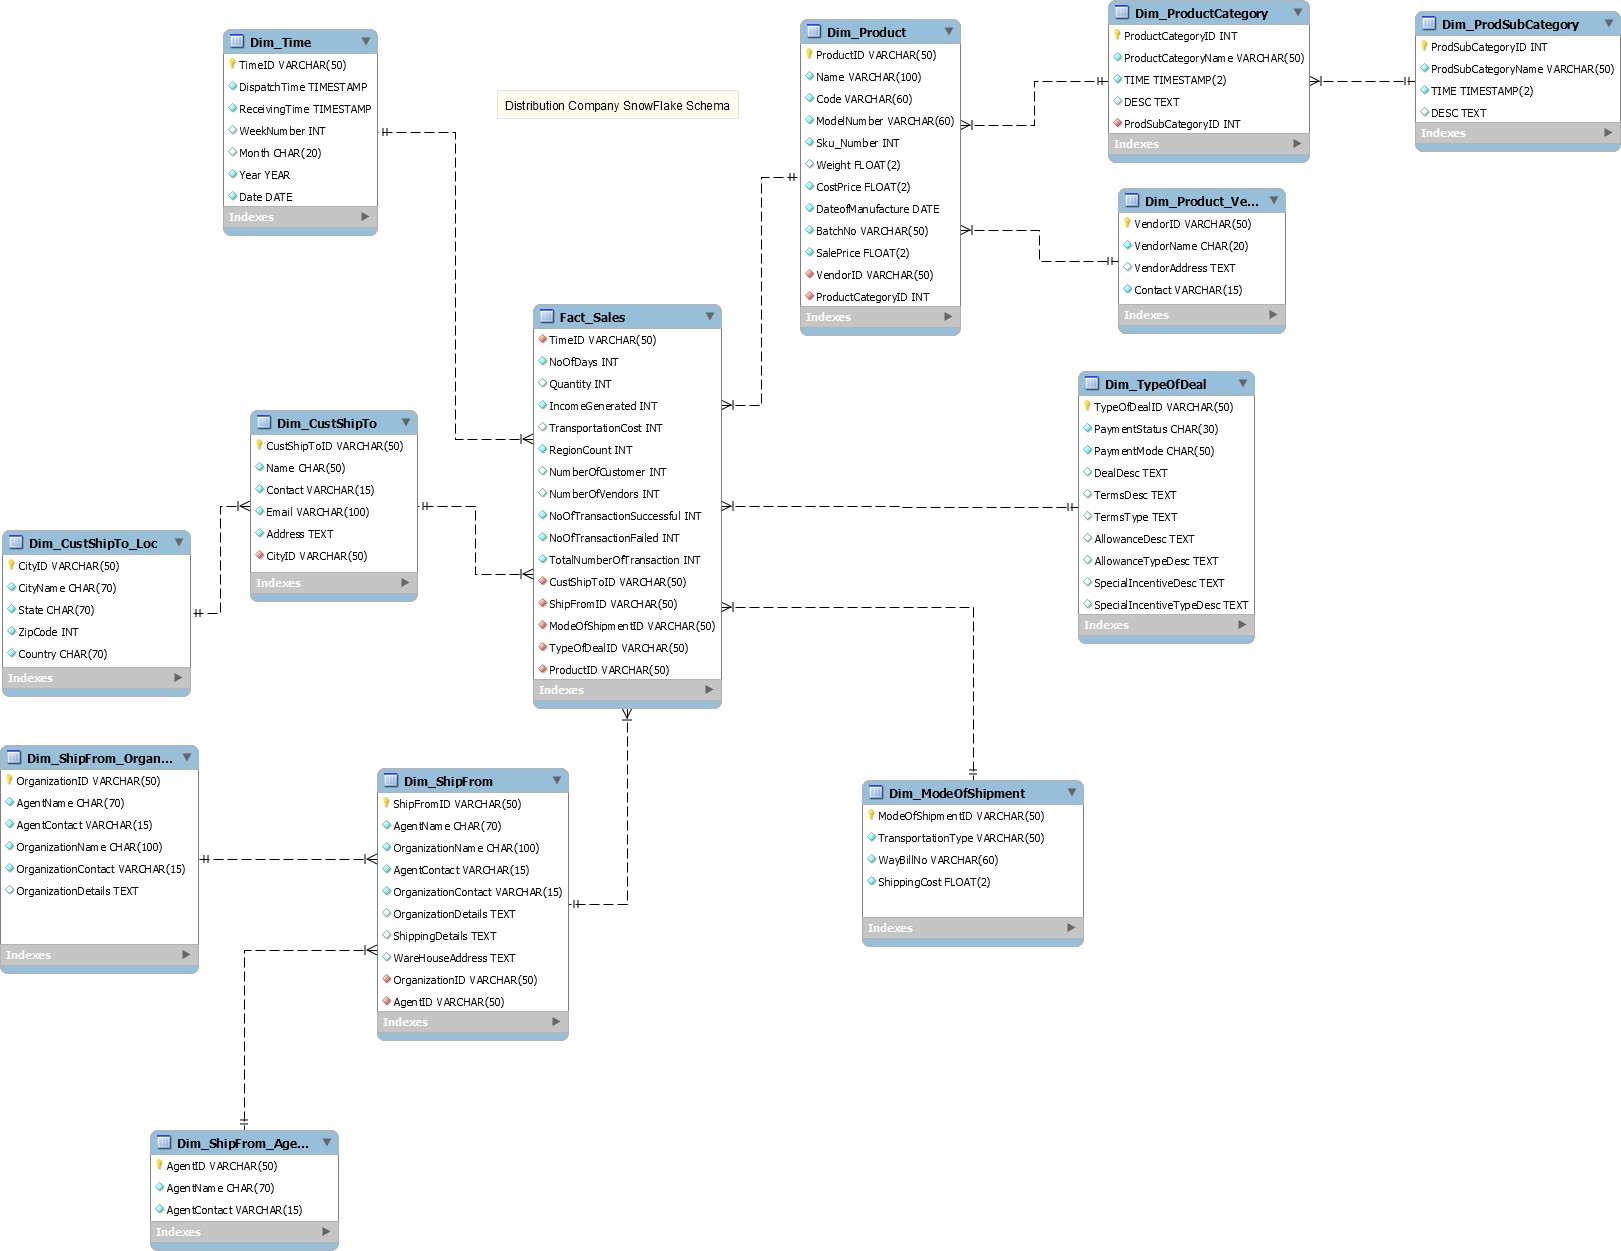 Dim_Time
TimeID VARCHAR(50)
DispatchTime TIMESTAMP
ReceivingTime TIMESTAMP
WeekNumber INT
Month CHAR(20)
Year YEAR
Date DATE
Indexes
Distribution Company SnowFlake Schema
Dim_Product
ProductID VARCHAR(50)
Name VARCHAR(100)
Code VARCHAR(60)
ModelNumber VARCHAR(60)
Sku_Number INT
Weight FLOAT(2)
CostPrice FLOAT(2)
DateofManufacture DATE
BatchNo VARCHAR(50)
SalePrice FLOAT(2)
VendorID VARCHAR(50)
ProductCategoryID INT
Indexes
Dim_ProductCategory
ProductCategoryID INT
ProductCategoryName VARCHAR(50)
TIME TIMESTAMP(2)
DESC TEXT
ProdSubCategoryID INT
Indexes
Dim_ProdSubCategory
ProdSubCategoryID INT
ProdSubCategoryName VARCHAR(50)
TIME TIMESTAMP(2)
DESC TEXT
Indexes
Dim_Product_Ve...
VendorID VARCHAR(50)
VendorName CHAR(20)
VendorAddress TEXT
Contact VARCHAR(15)
Indexes
Fact_Sales
TimeID VARCHAR(50)
NoOfDays INT
Quantity INT
IncomeGenerated INT
TransportationCost INT
RegionCount INT
NumberOfCustomer INT
NumberOfVendors INT
NoOfTransactionSuccessful INT
NoOfTransactionFailed INT
TotalNumberOfTransaction INT
CustShipToID VARCHAR(50)
ShipFromID VARCHAR(50)
ModeOfShipmentID VARCHAR(50)
TypeOfDealID VARCHAR(50)
ProductID VARCHAR(50)
Indexes
Dim_TypeOfDeal
TypeOfDealID VARCHAR(50)
PaymentStatus CHAR(30)
PaymentMode CHAR(50)
DealDesc TEXT
TermsDesc TEXT
TermsType TEXT
AllowanceDesc TEXT
AllowanceTypeDesc TEXT
SpecialIncentiveDesc TEXT
SpecialIncentiveTypeDesc TEXT
Indexes
Dim_CustShipTo
CustShipToID VARCHAR(50)
Name CHAR(50)
Contact VARCHAR(15)
Email VARCHAR(100)
Address TEXT
CityID VARCHAR(50)
Indexes
Dim_CustShipTo_Loc
CityID VARCHAR(50)
CityName CHAR(70)
State CHAR(70)
ZipCode INT
Country CHAR(70)
Indexes
Dim_ShipFrom_Organ...
OrganizationID VARCHAR(50)
AgentName CHAR(70)
AgentContact VARCHAR(15)
OrganizationName CHAR(100)
OrganizationContact VARCHAR(15)
OrganizationDetails TEXT
Indexes
Dim_ShipFrom
ShipFromID VARCHAR(50)
AgentName CHAR(70)
OrganizationName CHAR(100)
AgentContact VARCHAR(15)
OrganizationContact VARCHAR(15)
OrganizationDetails TEXT
ShippingDetails TEXT
WareHouseAddress TEXT
OrganizationID VARCHAR(50)
AgentID VARCHAR(50)
Indexes
Dim_ModeOfShipment
ModeOfShipmentID VARCHAR(50)
TransportationType VARCHAR(50)
WayBillNo VARCHAR(60)
ShippingCost FLOAT(2)
Indexes
Dim_ShipFrom_Age...
AgentID VARCHAR(50)
AgentName CHAR(70)
AgentContact VARCHAR(15)
Indexes